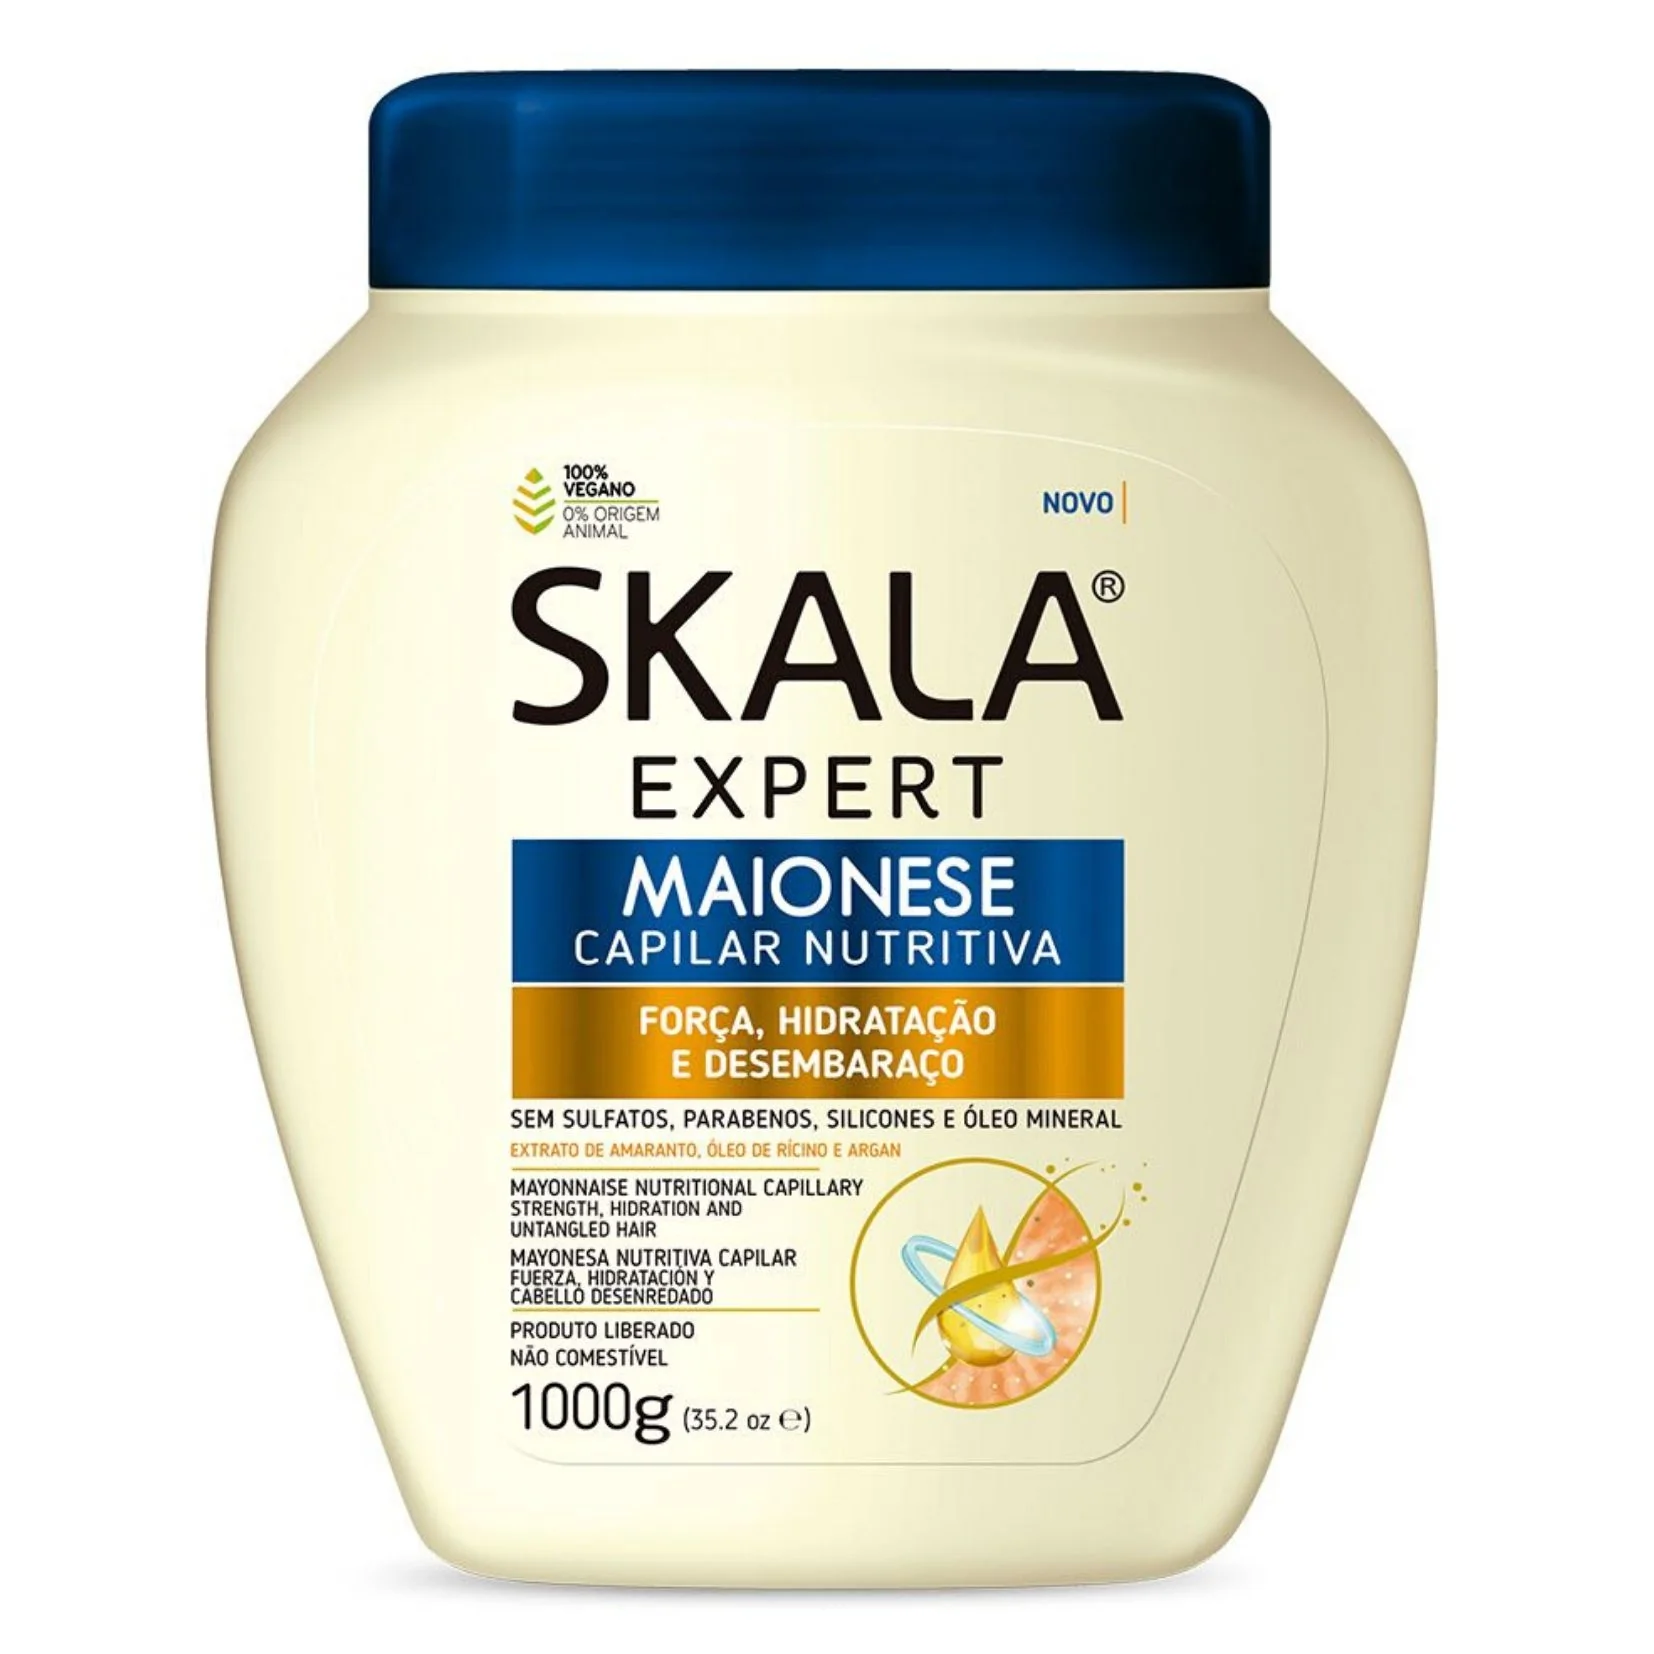 100%
VEGANO
0% ORIGEM
ANIMAL
NOVO
SKALA®
EXPERT
MAIONESE
CAPILAR NUTRITIVA
FORÇA, HIDRATAÇÃO
E DESEMBARAÇO
SEM SULFATOS, PARABENOS, SILICONES E ÓLEO MINERAL
EXTRATO DE AMARANTO, ÓLEO DE RÍCINO E ARGAN
MAYONNAISE NUTRITIONAL CAPILLARY
STRENGTH, HIDRATION AND
UNTANGLED HAIR
MAYONESA NUTRITIVA CAPILAR
FUERZA, HIDRATACIÓN Y
CABELLO DESENREDADO
PRODUTO LIBERADO
NÃO COMESTÍVEL
1000g (35.2 oz ℮)